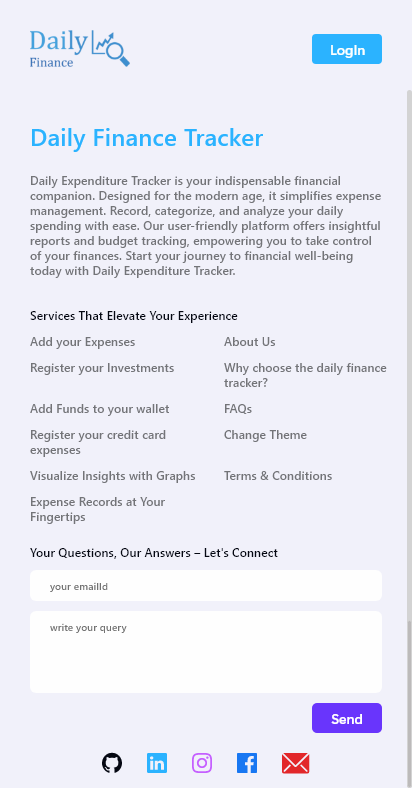 Daily
Finance
LogIn
Daily Finance Tracker
Daily Expenditure Tracker is your indispensable financial
companion. Designed for the modern age, it simplifies expense
management. Record, categorize, and analyze your daily
spending with ease. Our user-friendly platform offers insightful
reports and budget tracking, empowering you to take control
of your finances. Start your journey to financial well-being
today with Daily Expenditure Tracker.
Services That Elevate Your Experience
Add your Expenses
About Us
Register your Investments
Why choose the daily finance
tracker?
Add Funds to your wallet
FAQs
Register your credit card
expenses
Change Theme
Visualize Insights with Graphs
Terms & Conditions
Expense Records at Your
Fingertips
Your Questions, Our Answers – Let's Connect
your emailId
write your query
Send